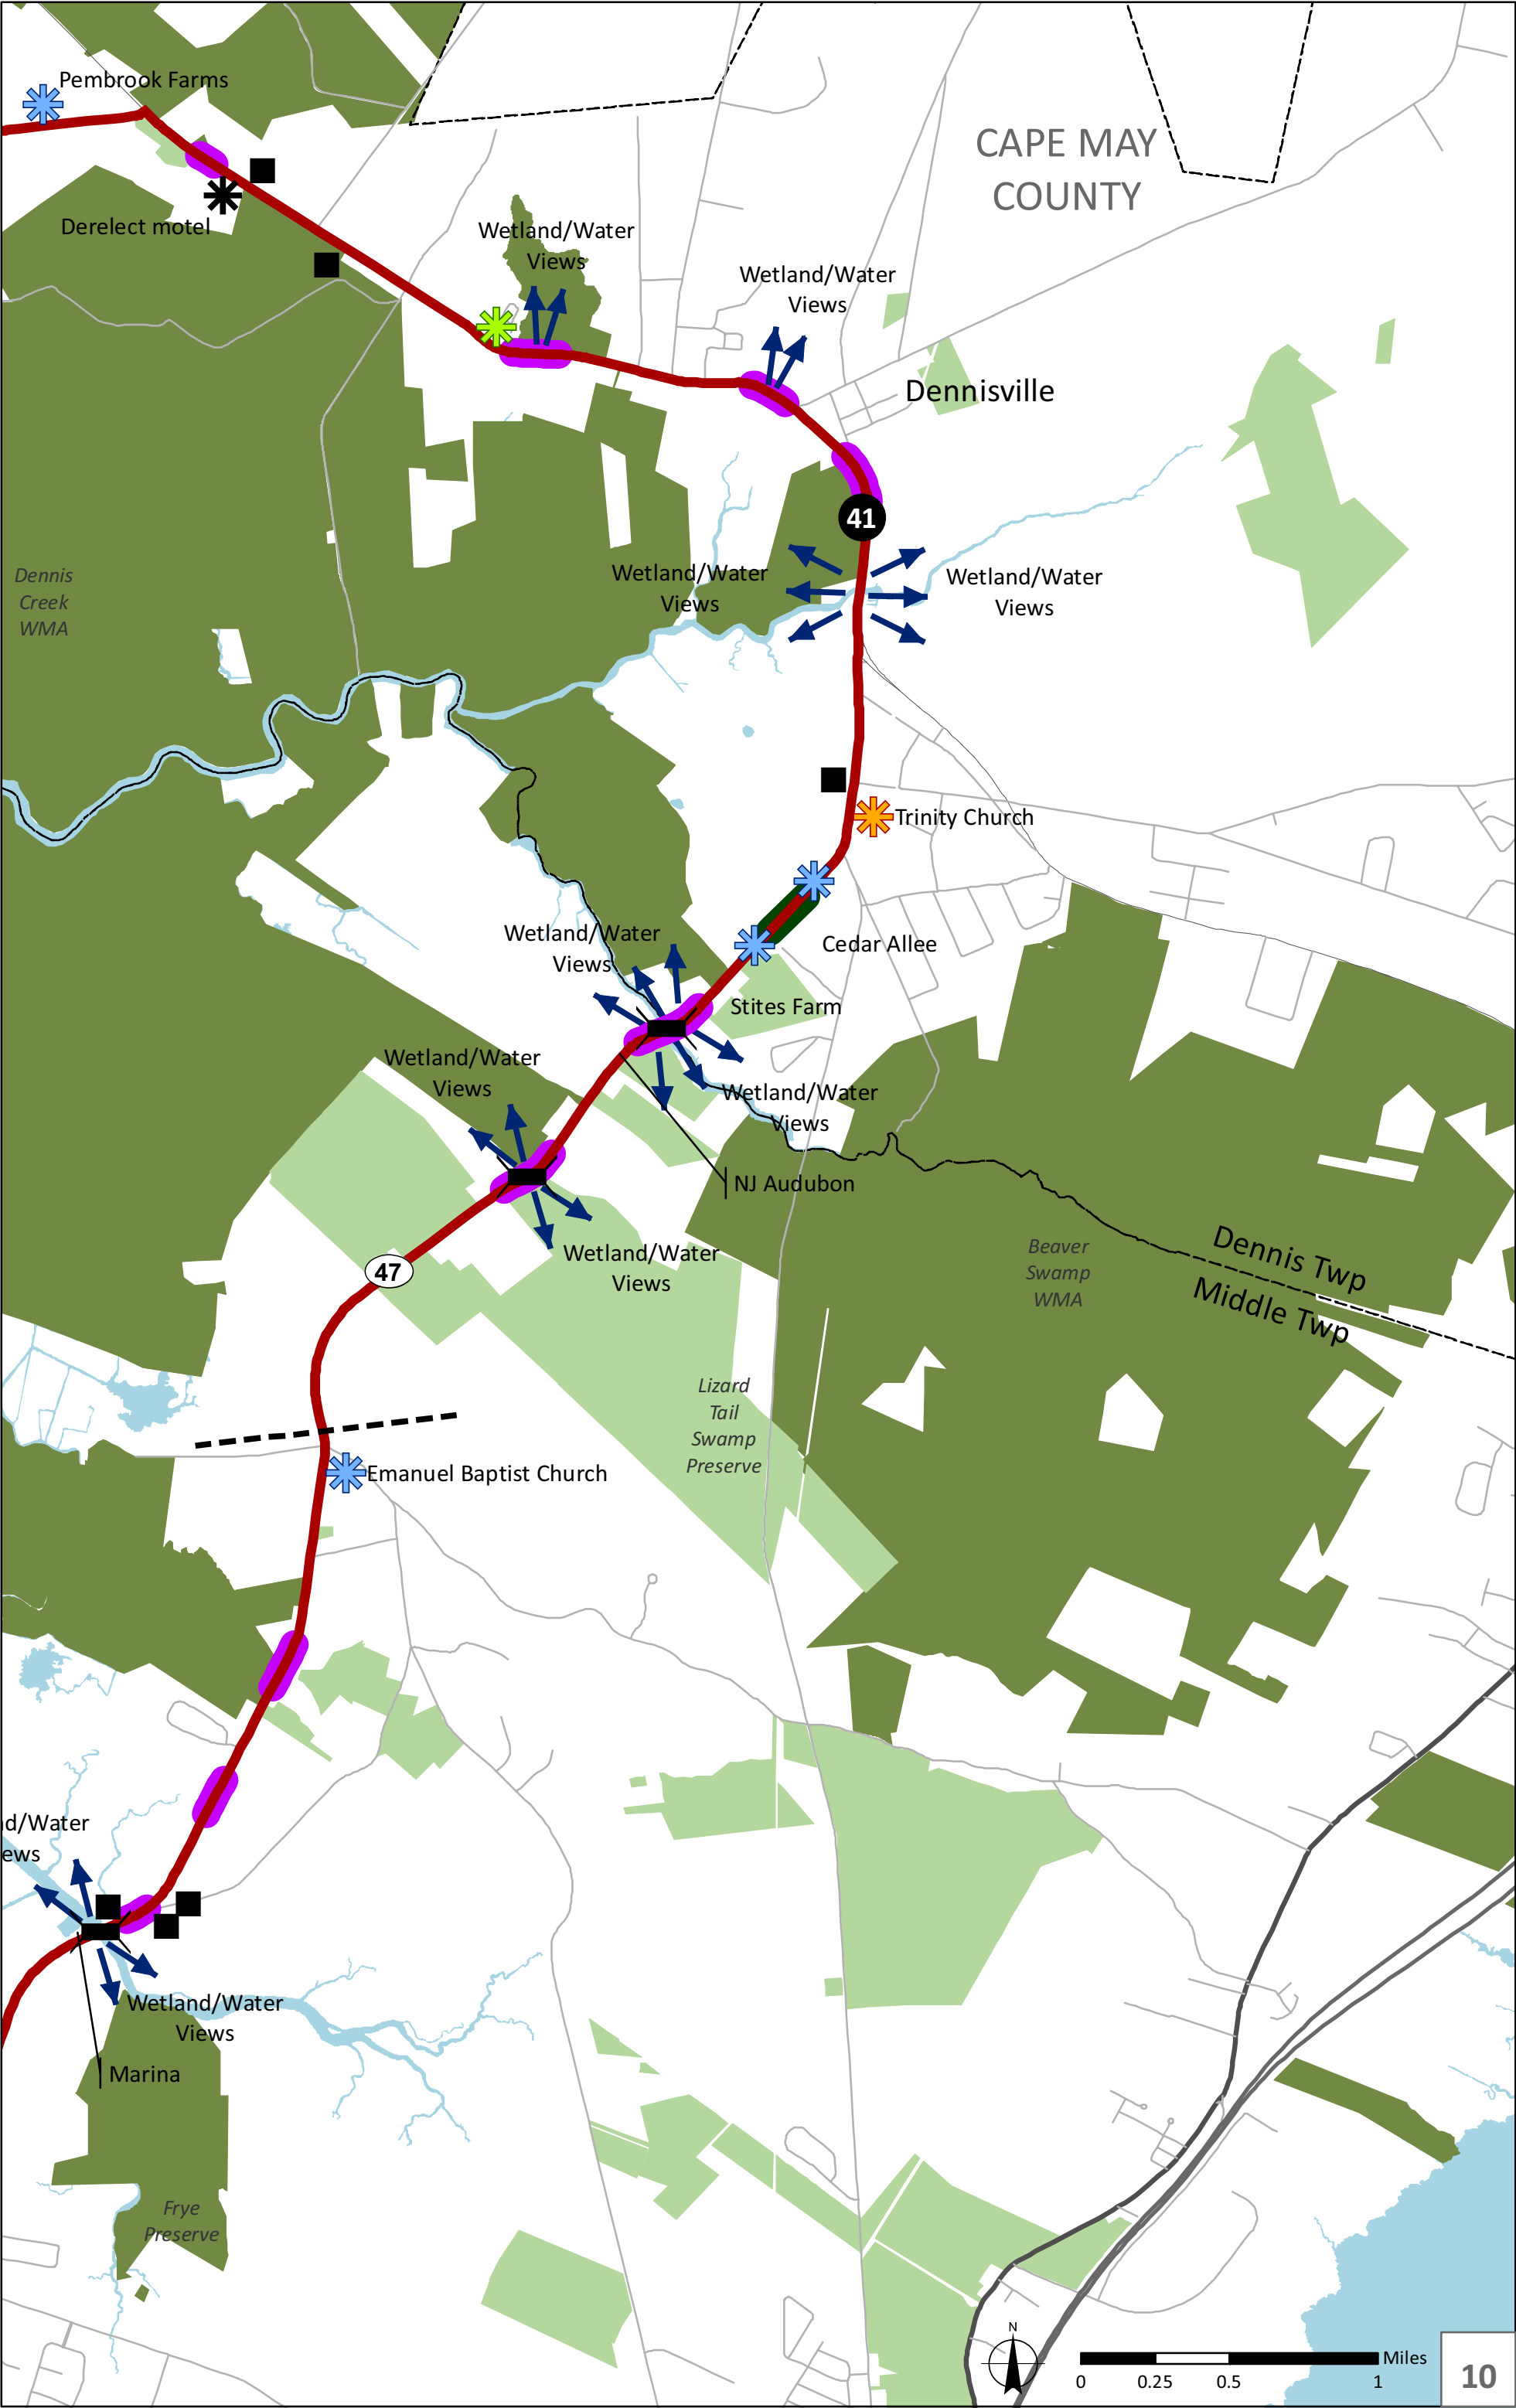 Pembrook Farms
CAPE MAY
COUNTY
Derelect motel
Wetland/Water
Views
Wetland/Water
Views
Dennisville
41
Dennis
Creek
WMA
Wetland/Water
Views
Wetland/Water
Views
Trinity Church
Wetland/Water
Views
Cedar Allee
Stites Farm
Wetland/Water
Views
Wetland/Water
Views
NJ Audubon
Wetland/Water
Views
47
Beaver
Swamp
WMA
Dennis Twp
Middle Twp
Lizard
Tail
Swamp
Preserve
Emanuel Baptist Church
d/Water
ews
Wetland/Water
Views
Marina
Frye
Preserve
N
Miles
0 0.25 0.5 1
10